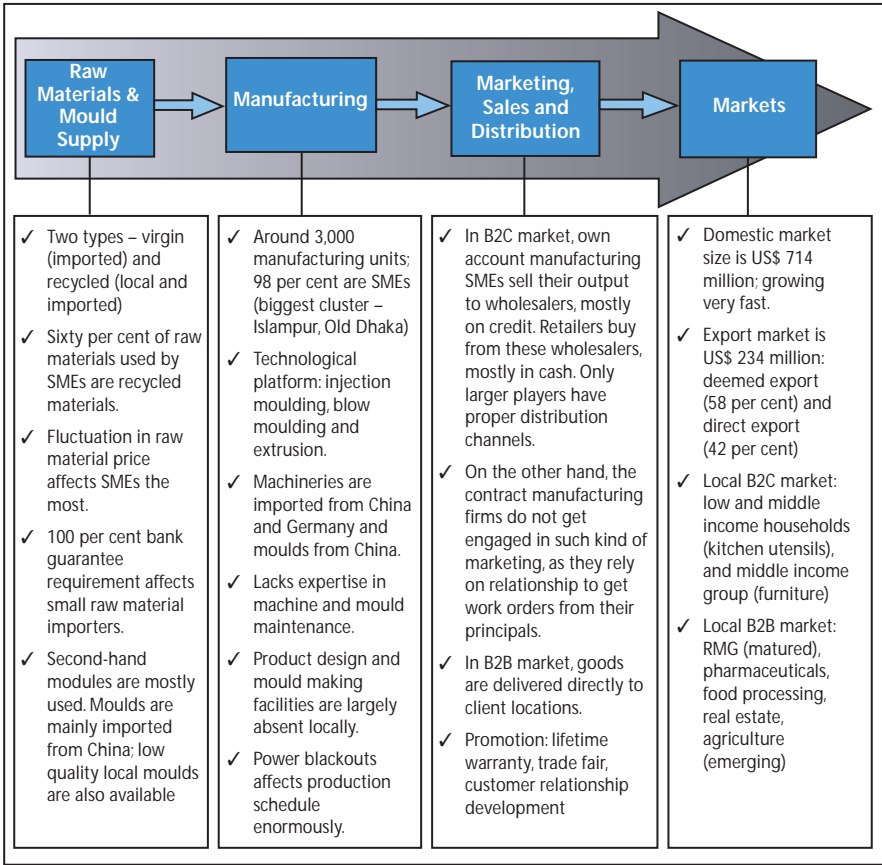 Raw
Materials &
Mould
Supply
Manufacturing
Marketing,
Sales and
Distribution
Markets
✓ Two types – virgin
(imported) and
recycled (local and
imported)
✓ Sixty per cent of raw
materials used by
SMEs are recycled
materials.
✓ Fluctuation in raw
material price
affects SMEs the
most.
✓ 100 per cent bank
guarantee
requirement affects
small raw material
importers.
✓ Second-hand
modules are mostly
used. Moulds are
mainly imported
from China; low
quality local moulds
are also available
✓ Around 3,000
manufacturing units;
98 per cent are SMEs
(biggest cluster –
Islampur, Old Dhaka)
✓ Technological
platform: injection
moulding, blow
moulding and
extrusion.
✓ Machineries are
imported from China
and Germany and
moulds from China.
✓ Lacks expertise in
machine and mould
maintenance.
✓ Product design and
mould making
facilities are largely
absent locally.
✓ Power blackouts
affects production
schedule
enormously.
✓ In B2C market, own
account manufacturing
SMEs sell their output
to wholesalers, mostly
on credit. Retailers buy
from these wholesalers,
mostly in cash. Only
larger players have
proper distribution
channels.
✓ On the other hand, the
contract manufacturing
firms do not get
engaged in such kind of
marketing, as they rely
on relationship to get
work orders from their
principals.
✓ In B2B market, goods
are delivered directly to
client locations.
✓ Promotion: lifetime
warranty, trade fair,
customer relationship
development
✓ Domestic market
size is US$ 714
million; growing
very fast.
✓ Export market is
US$ 234 million:
deemed export
(58 per cent) and
direct export
(42 per cent)
✓ Local B2C market:
low and middle
income households
(kitchen utensils),
and middle income
group (furniture)
✓ Local B2B market:
RMG (matured),
pharmaceuticals,
food processing,
real estate,
agriculture
(emerging)